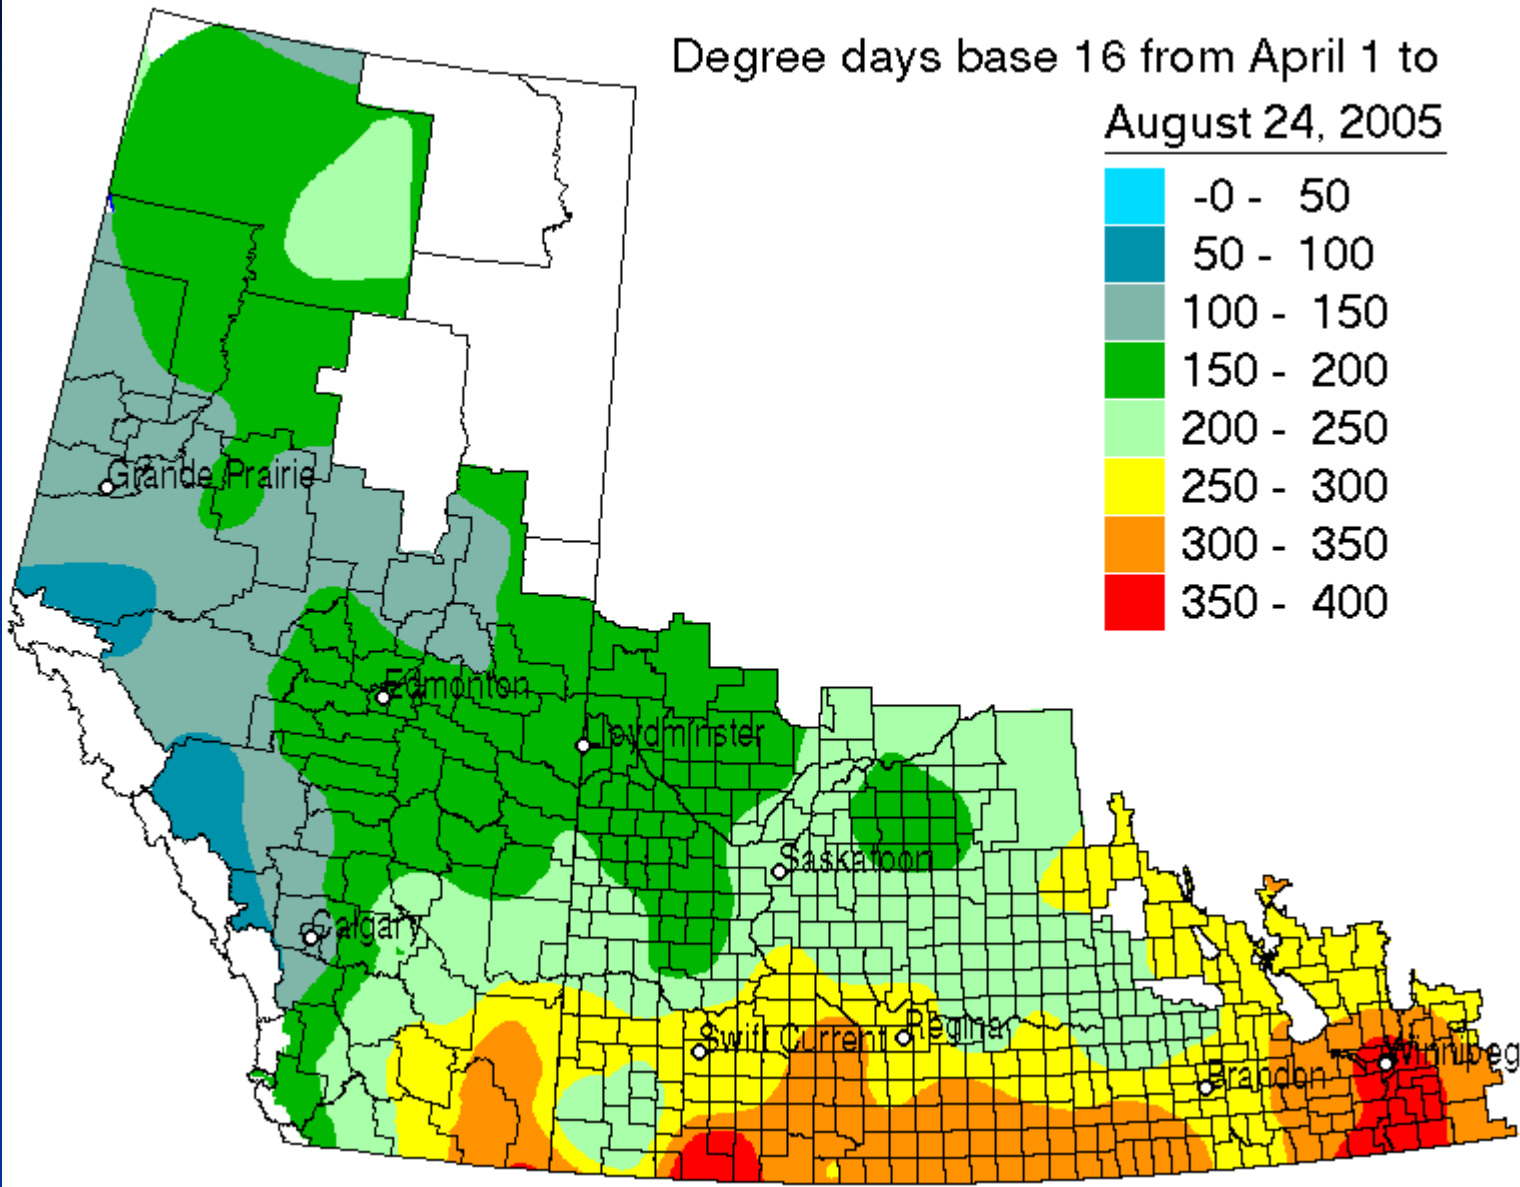 Degree days base 16 from April 1 to
August 24, 2005
-0 - 50
50 - 100
100 - 150
150 - 200
200 - 250
250 - 300
300 - 350
350 - 400
Grande Prairie
Edmonton
Lloydminster
Saskatoon
Calgary
Swift Current
Regina
Brandon
Winnipeg